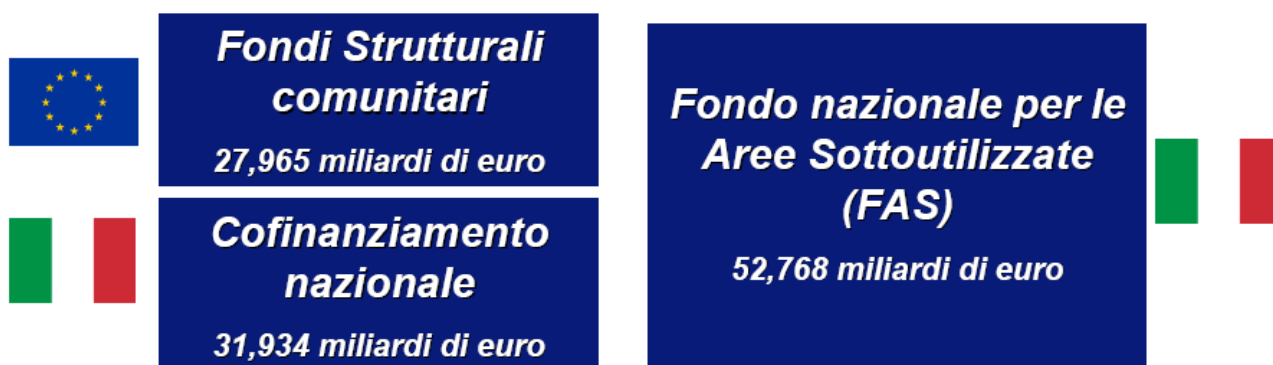 Fondi Strutturali
comunitari
27,965 miliardi di euro
Cofinanziamento
nazionale
31,934 miliardi di euro
Fondo nazionale per le
Aree Sottoutilizzate
(FAS)
52,768 miliardi di euro